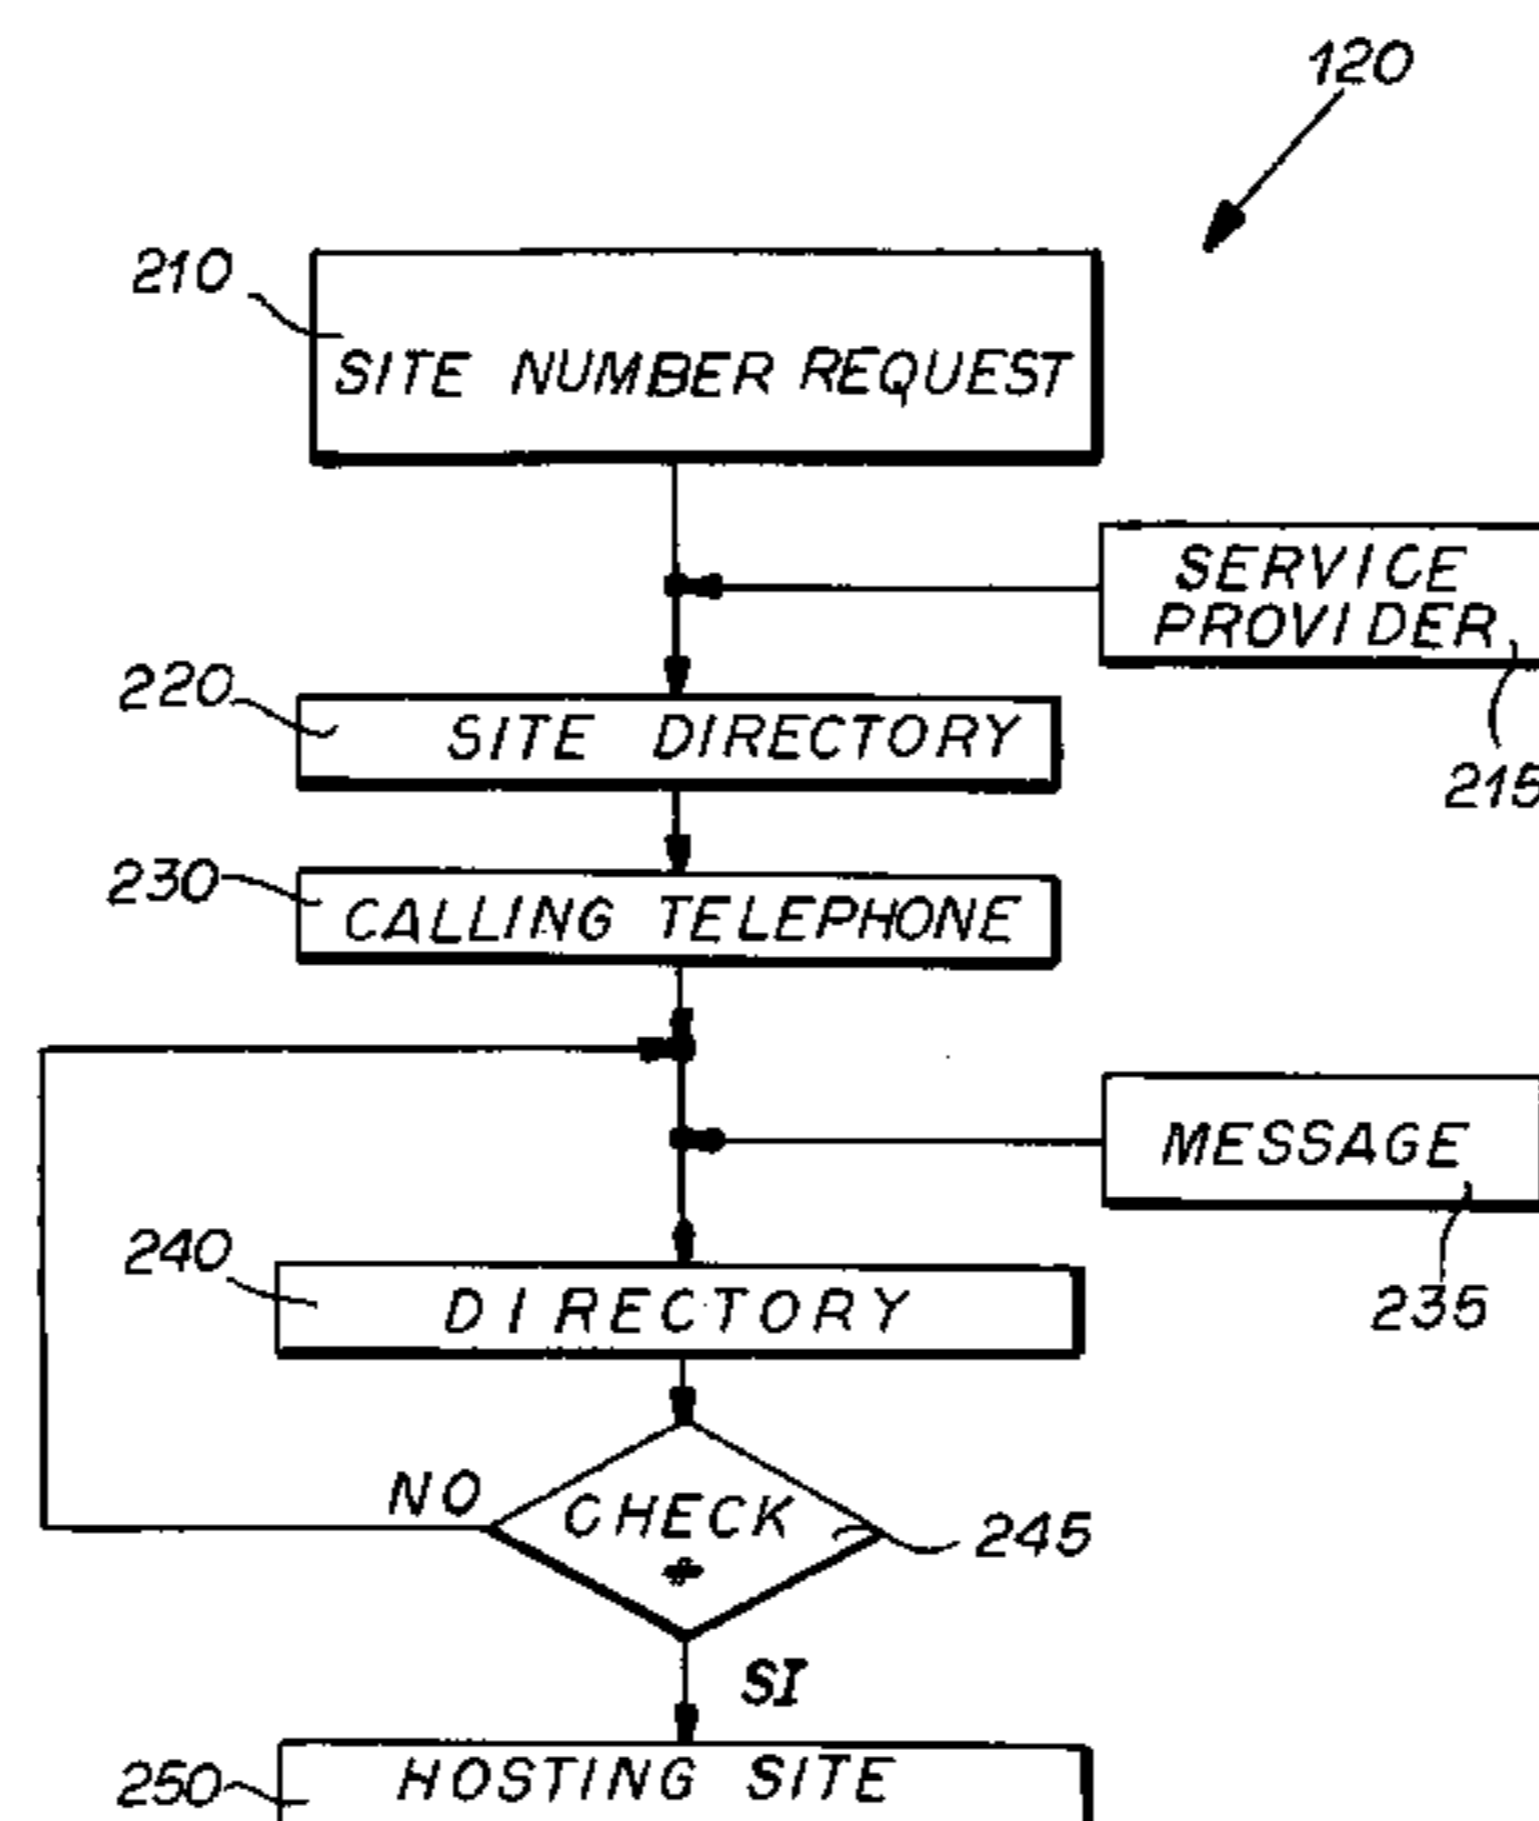 120
210
SITE NUMBER REQUEST
SERVICE
PROVIDER
215
220
SITE DIRECTORY
230
CALLING TELEPHONE
MESSAGE
235
240
DIRECTORY
NO
CHECK
245
SI
250
HOSTING SITE